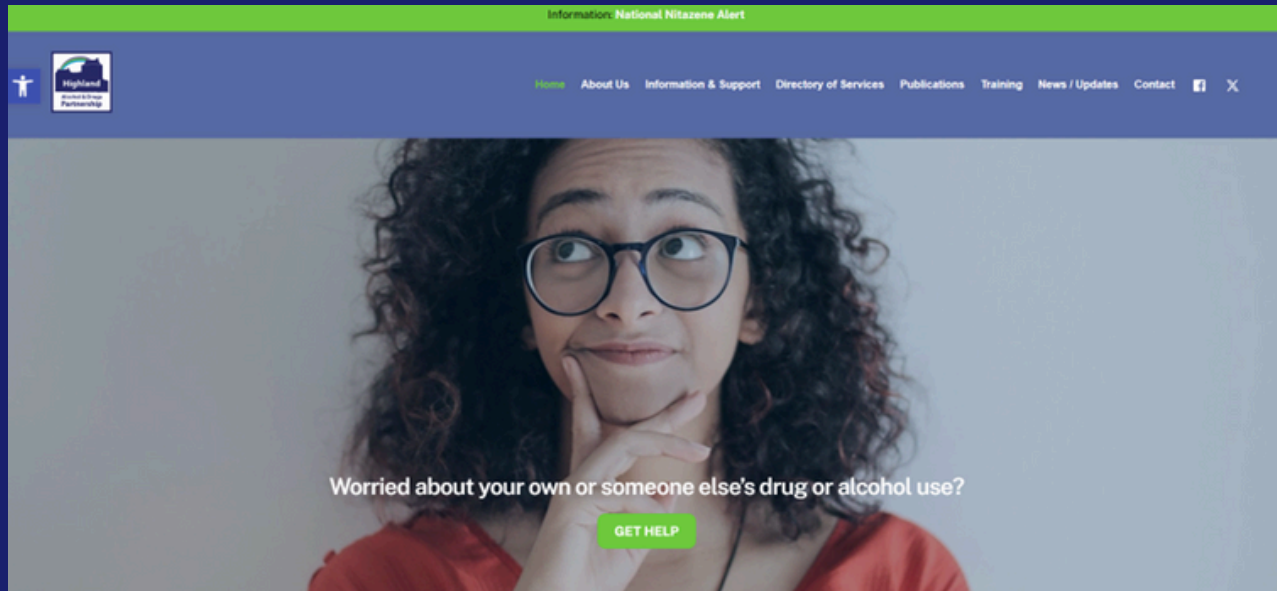 Information: National Nitazene Alert
Highland
Alcohol & Drugs
Partnership
Home About Us Information & Support Directory of Services Publications Training News / Updates Contact
Worried about your own or someone else's drug or alcohol use?
GET HELP